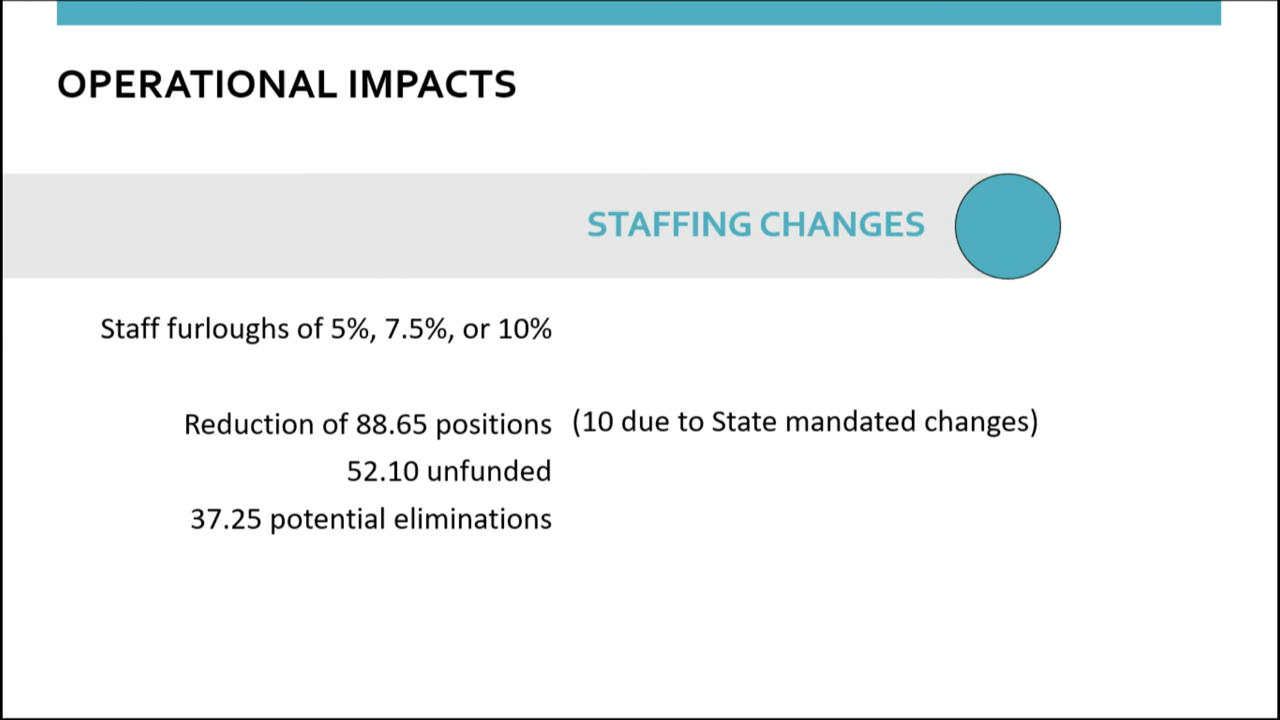 OPERATIONAL IMPACTS
STAFFING CHANGES
Staff furloughs of 5%, 7.5%, or 10%
Reduction of 88.65 positions (10 due to State mandated changes)
52.10 unfunded
37.25 potential eliminations